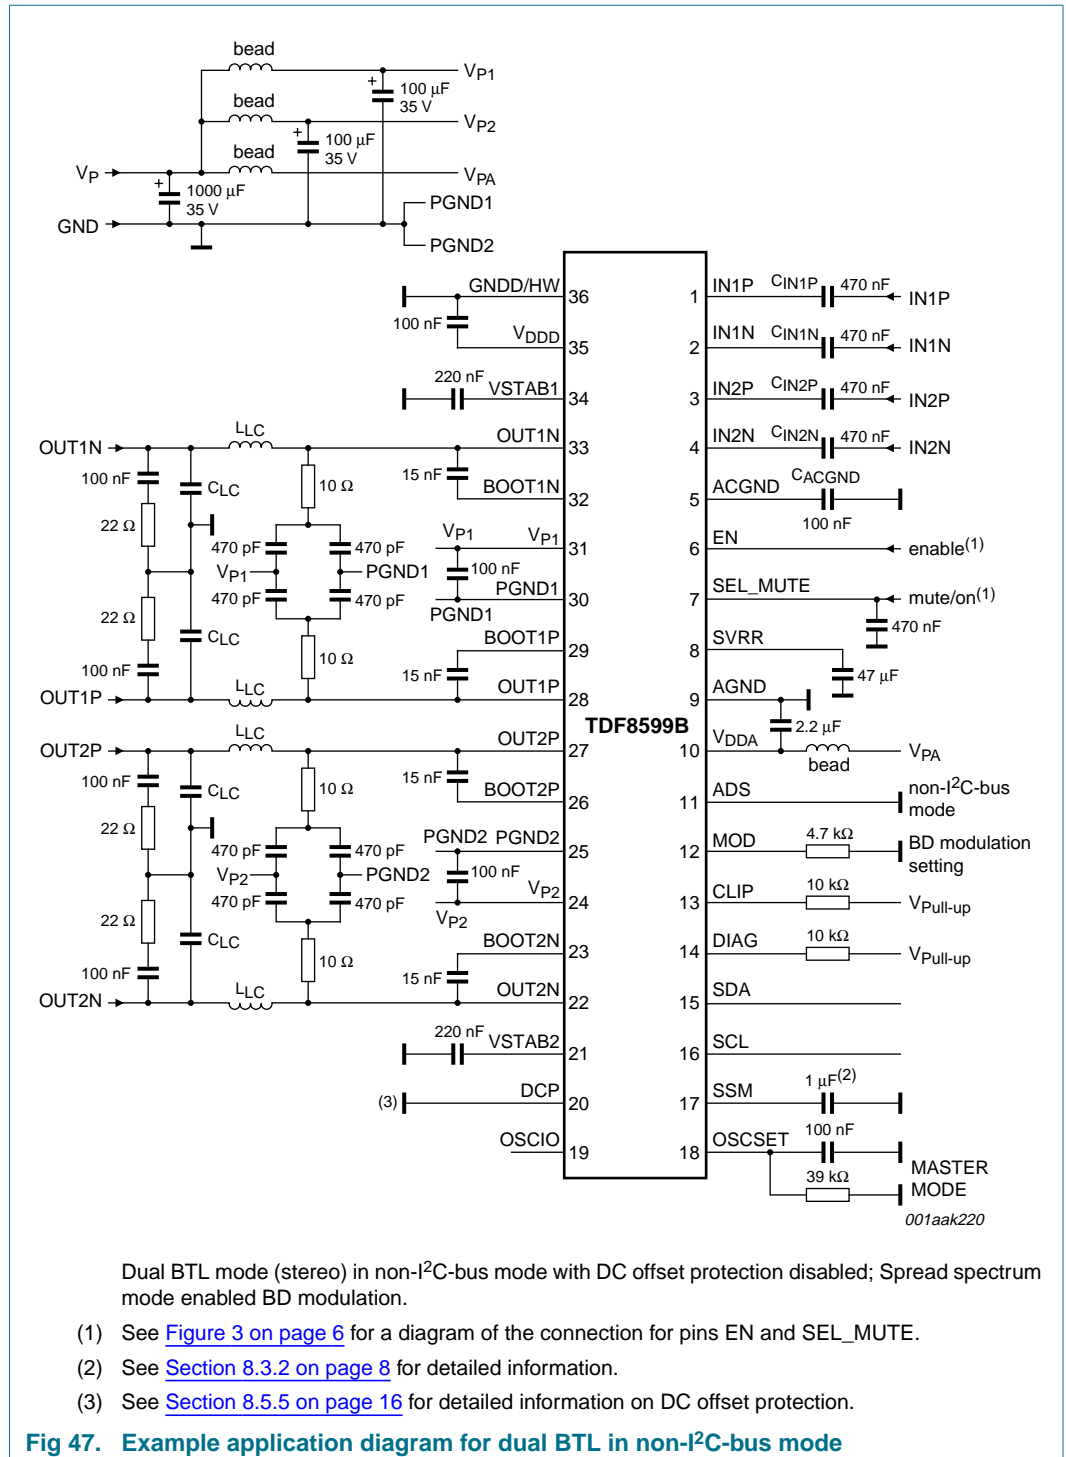 bead
VP1
+
100 μF
35 V
bead
VP2
+
100 μF
35 V
bead
VP
VPA
+
1000 μF
35 V
PGND1
GND
PGND2
GNDD/HW
36
100 nF
VDDD
35
220 nF
VSTAB1
34
OUT1N
LLC
OUT1N
33
100 nF
CLC
10 Ω
15 nF
BOOT1N
32
22 Ω
470 pF
470 pF
VP1
VP1
31
VP1
PGND1
100 nF
470 pF
470 pF
PGND1
PGND1
30
22 Ω
CLC
10 Ω
BOOT1P
29
100 nF
15 nF
OUT1P
LLC
OUT1P
28
TDF8599B
OUT2P
LLC
OUT2P
27
100 nF
CLC
10 Ω
15 nF
BOOT2P
26
22 Ω
470 pF
470 pF
PGND2
PGND2
25
VP2
PGND2
100 nF
470 pF
470 pF
VP2
VP2
24
22 Ω
CLC
10 Ω
BOOT2N
23
100 nF
15 nF
OUT2N
LLC
OUT2N
22
220 nF
VSTAB2
21
(3)
DCP
20
OSCIO
19
1
IN1P
CIN1P
470 nF
IN1P
2
IN1N
CIN1N
470 nF
IN1N
3
IN2P
CIN2P
470 nF
IN2P
4
IN2N
CIN2N
470 nF
IN2N
5
ACGND
CACGND
100 nF
6
EN
enable(1)
7
SEL_MUTE
mute/on(1)
470 nF
8
SVRR
47 μF
9
AGND
2.2 μF
10
VDDA
bead
VPA
11
ADS
non-I2C-bus
mode
12
MOD
4.7 kΩ
BD modulation
setting
13
CLIP
10 kΩ
VPull-up
14
DIAG
10 kΩ
VPull-up
15
SDA
16
SCL
17
SSM
1 μF(2)
18
OSCSET
100 nF
39 kΩ
MASTER
MODE
001aak220
Dual BTL mode (stereo) in non-I2C-bus mode with DC offset protection disabled; Spread spectrum
mode enabled BD modulation.
(1) See Figure 3 on page 6 for a diagram of the connection for pins EN and SEL_MUTE.
(2) See Section 8.3.2 on page 8 for detailed information.
(3) See Section 8.5.5 on page 16 for detailed information on DC offset protection.
Fig 47. Example application diagram for dual BTL in non-I2C-bus mode